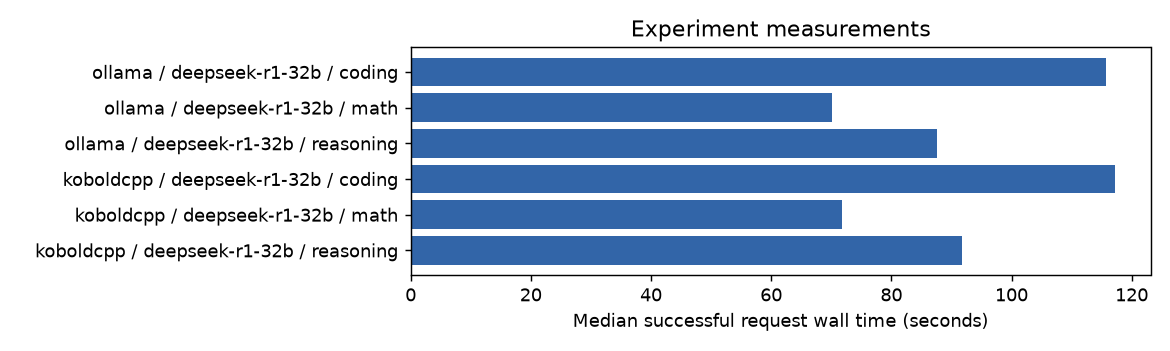 Experiment measurements
ollama / deepseek-r1-32b / coding
ollama / deepseek-r1-32b / math
ollama / deepseek-r1-32b / reasoning
koboldcpp / deepseek-r1-32b / coding
koboldcpp / deepseek-r1-32b / math
koboldcpp / deepseek-r1-32b / reasoning
0 20 40 60 80 100 120
Median successful request wall time (seconds)